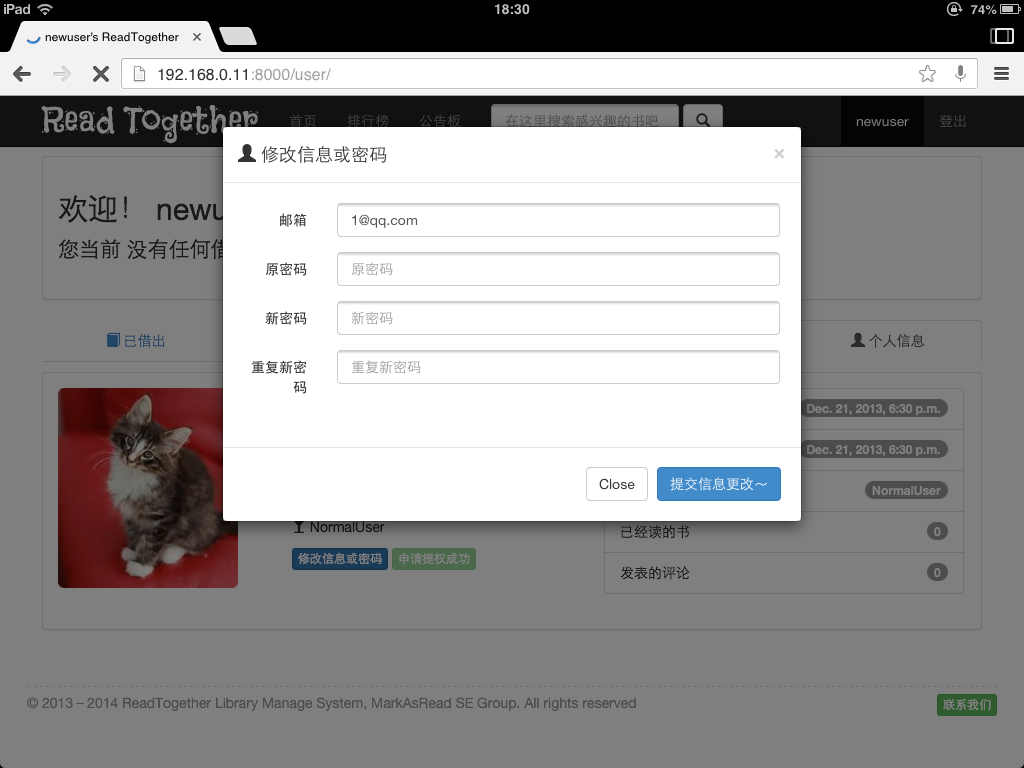 iPad 18:30 74%
newuser's ReadTogether
192.168.0.11:8000/user/
Read Together 首页 排行榜 公告板 在这里搜索感兴趣的书吧 newuser 登出
修改信息或密码 ×
邮箱 1@qq.com
原密码 原密码
新密码 新密码
重复新密 重复新密码
码
Close 提交信息更改～
欢迎！ newu
您当前 没有任何借
已借出 个人信息
Dec. 21, 2013, 6:30 p.m.
Dec. 21, 2013, 6:30 p.m.
NormalUser
NormalUser
已经读的书 0
修改信息或密码 申请提权成功
发表的评论 0
© 2013 – 2014 ReadTogether Library Manage System, MarkAsRead SE Group. All rights reserved
联系我们